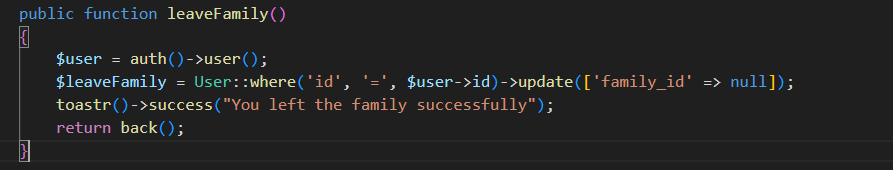 public function leaveFamily()
{
    $user = auth()->user();
    $leaveFamily = User::where('id', '=', $user->id)->update(['family_id' => null]);
    toastr()->success("You left the family successfully");
    return back();
}